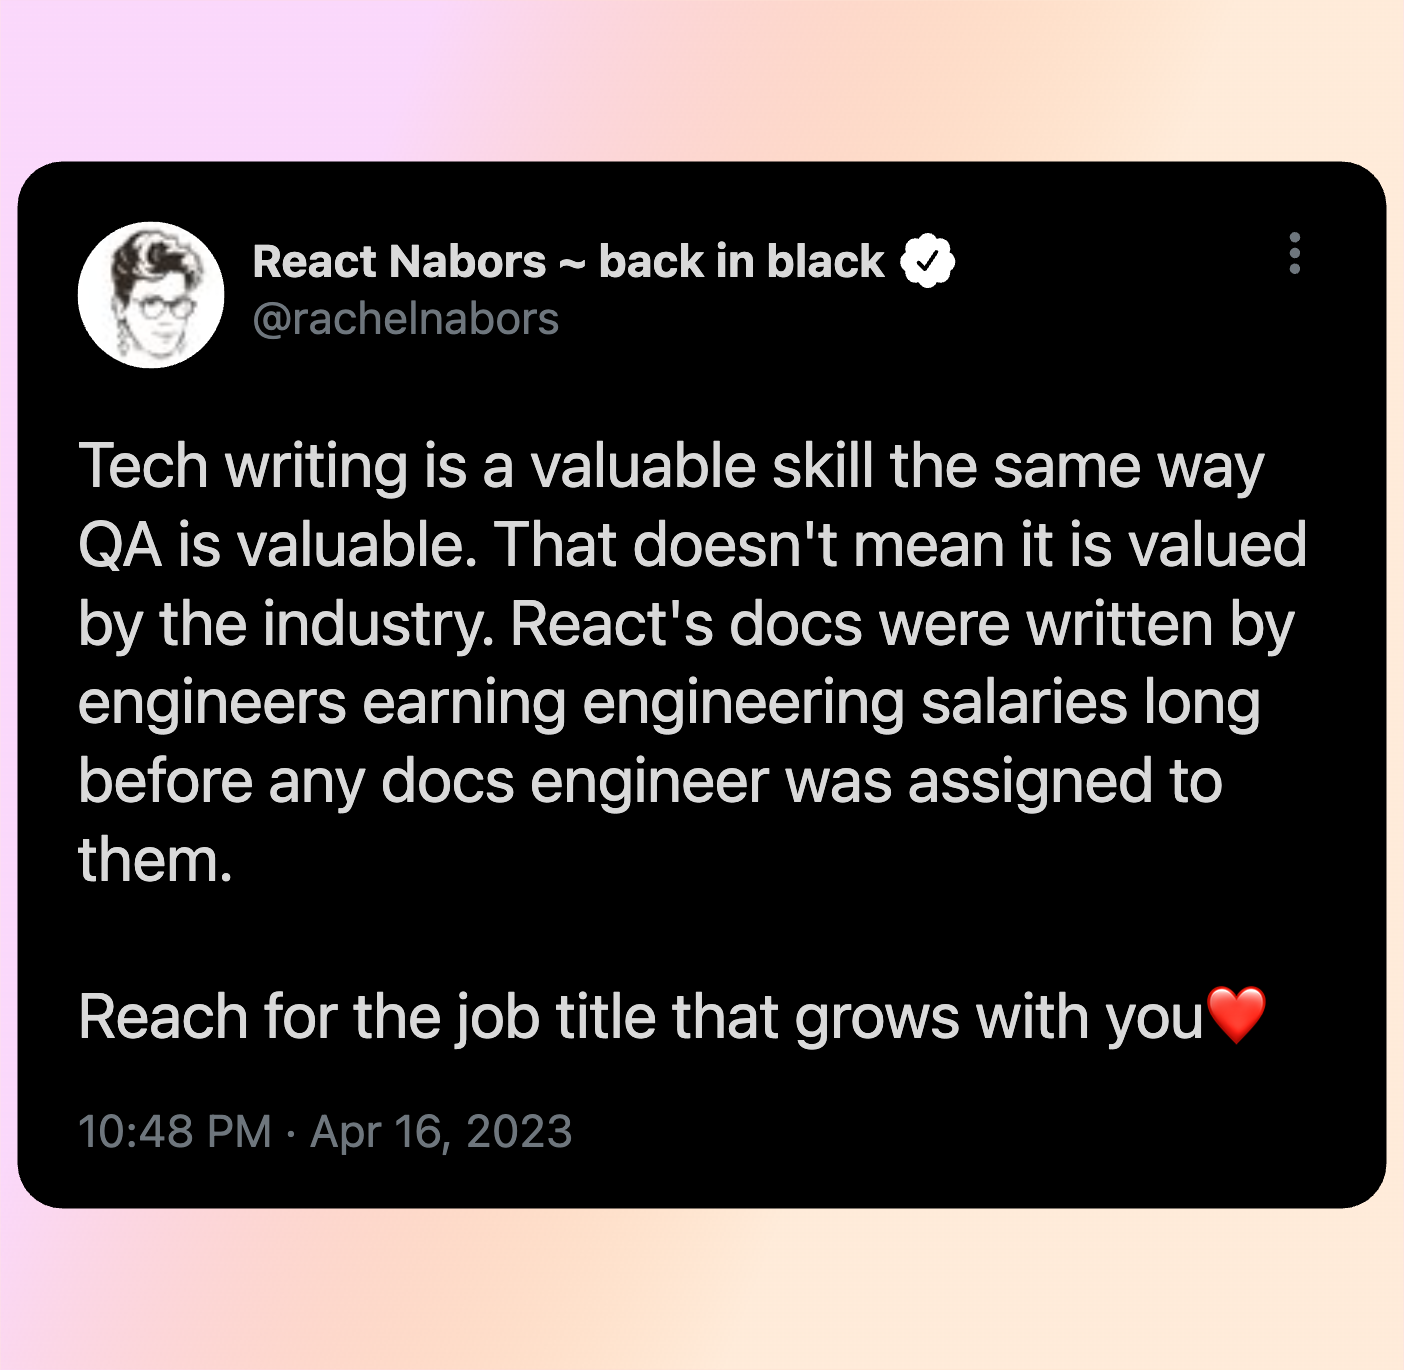 React Nabors ~ back in black
@rachelnabors
Tech writing is a valuable skill the same way
QA is valuable. That doesn't mean it is valued
by the industry. React's docs were written by
engineers earning engineering salaries long
before any docs engineer was assigned to
them.
Reach for the job title that grows with you❤️
10:48 PM · Apr 16, 2023